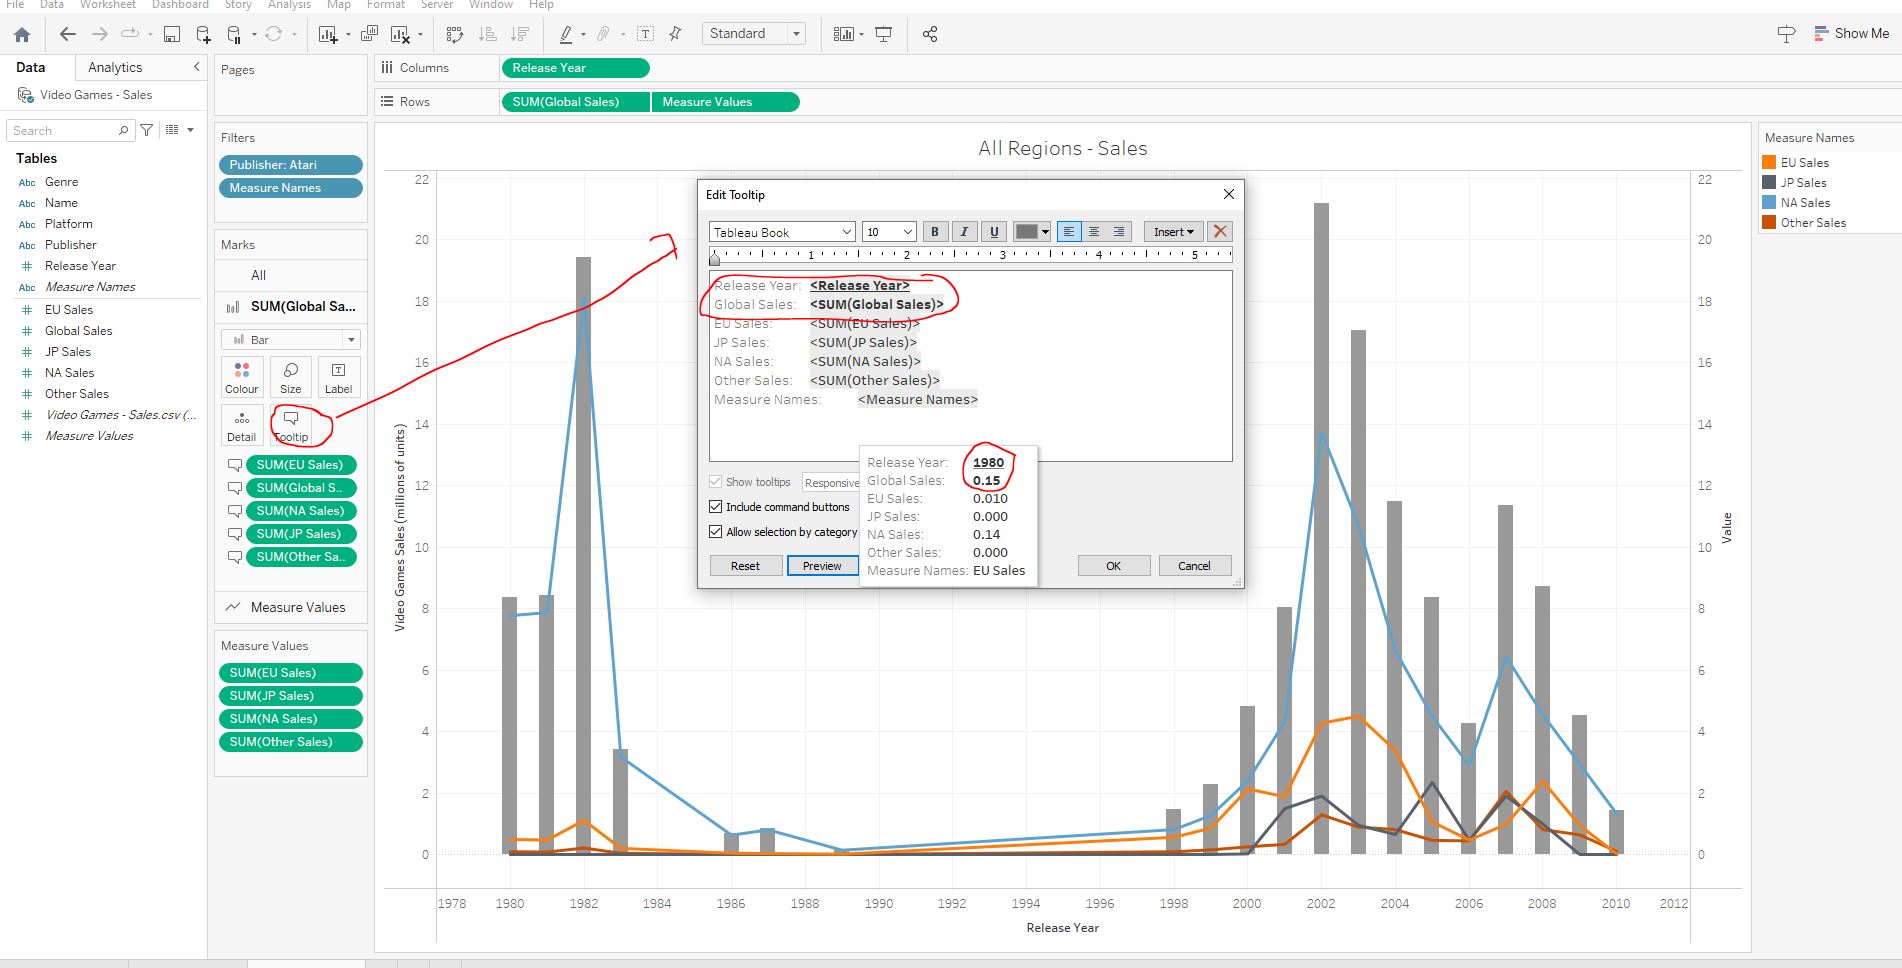 File Data Worksheet Dashboard Story Analysis Map Format Server Window Help
Standard
Show Me
Data Analytics
Video Games - Sales
Search
Tables
Abc Genre
Abc Name
Abc Platform
Abc Publisher
# Release Year
Abc Measure Names
# EU Sales
# Global Sales
# JP Sales
# NA Sales
# Other Sales
# Video Games - Sales.csv (...
# Measure Values
Pages
Filters
Publisher: Atari
Measure Names
Marks
All
SUM(Global Sa...
Bar
Colour Size Label
Detail Tooltip
SUM(EU Sales)
SUM(Global S..
SUM(NA Sales)
SUM(JP Sales)
SUM(Other Sa..
Measure Values
Measure Values
SUM(EU Sales)
SUM(JP Sales)
SUM(NA Sales)
SUM(Other Sales)
Columns Release Year
Rows SUM(Global Sales) Measure Values
All Regions - Sales
22
20
18
16
14
12
10
8
6
4
2
0
Video Games Sales (millions of units)
Edit Tooltip
Tableau Book 10 B I U Insert
1 2 3 4 5
Release Year: <Release Year>
Global Sales: <SUM(Global Sales)>
EU Sales: <SUM(EU Sales)>
JP Sales: <SUM(JP Sales)>
NA Sales: <SUM(NA Sales)>
Other Sales: <SUM(Other Sales)>
Measure Names: <Measure Names>
Show tooltips Responsive
Include command buttons
Allow selection by category
Reset Preview OK Cancel
Release Year: 1980
Global Sales: 0.15
EU Sales: 0.010
JP Sales: 0.000
NA Sales: 0.14
Other Sales: 0.000
Measure Names: EU Sales
22
20
18
16
14
12
10
8
6
4
2
0
Value
1978 1980 1982 1984 1986 1988 1990 1992 1994 1996 1998 2000 2002 2004 2006 2008 2010 2012
Release Year
Measure Names
EU Sales
JP Sales
NA Sales
Other Sales